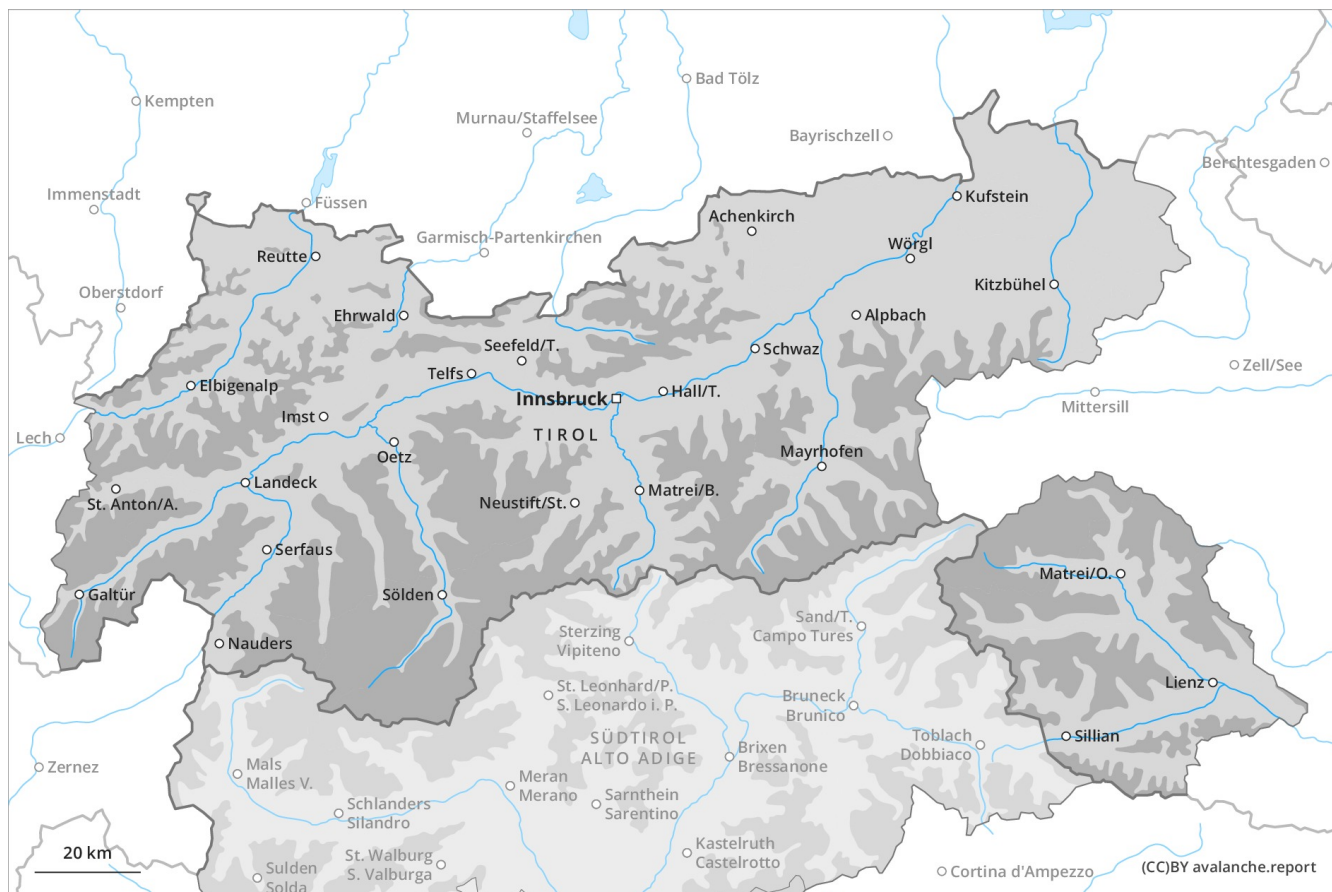 Bad Tölz
Kempten
Murnau/Staffelsee
Bayrischzell
Berchtesgaden
Immenstadt
Füssen
Kufstein
Achenkirch
Garmisch-Partenkirchen
Wörgl
Reutte
Kitzbühel
Oberstdorf
Ehrwald
Alpbach
Seefeld/T.
Schwaz
Zell/See
Telfs
Elbigenalp
Hall/T.
Innsbruck
Mittersill
Imst
TIROL
Lech
Oetz
Mayrhofen
Landeck
Matrei/B.
St. Anton/A.
Neustift/St.
Serfaus
Matrei/O.
Galtür
Sölden
Sand/T.
Campo Tures
Sterzing
Vipiteno
Nauders
Lienz
St. Leonhard/P.
S. Leonardo i. P.
Bruneck
Brunico
Toblach
Dobbiaco
Sillian
SÜDTIROL
ALTO ADIGE
Brixen
Bressanone
Zernez
Mals
Malles V.
Meran
Merano
Sarnthein
Sarentino
Schlanders
Silandro
Kastelruth
Castelrotto
20 km
St. Walburg
S. Valburga
Sulden
Solda
Cortina d'Ampezzo
(CC)BY avalanche.report